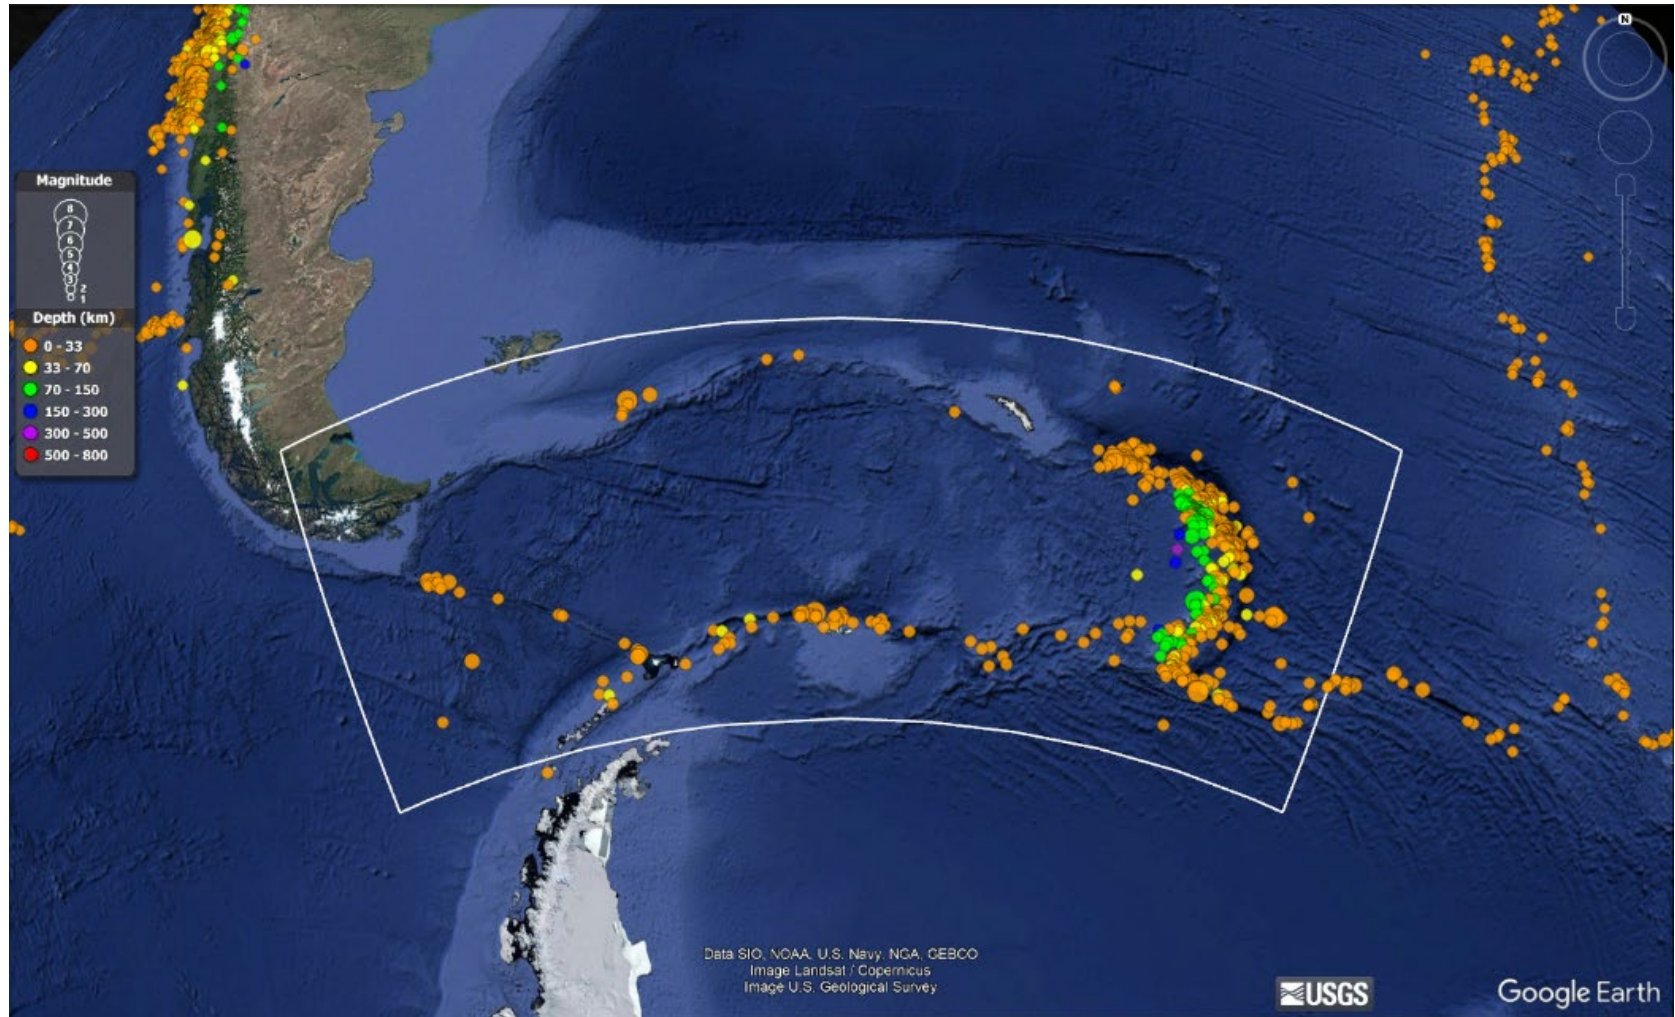 N
Magnitude
8
7
6
5
4
3
2
1
Depth (km)
0 - 33
33 - 70
70 - 150
150 - 300
300 - 500
500 - 800
Data SIO, NOAA, U.S. Navy, NGA, GEBCO
Image Landsat / Copernicus
Image U.S. Geological Survey
USGS
Google Earth